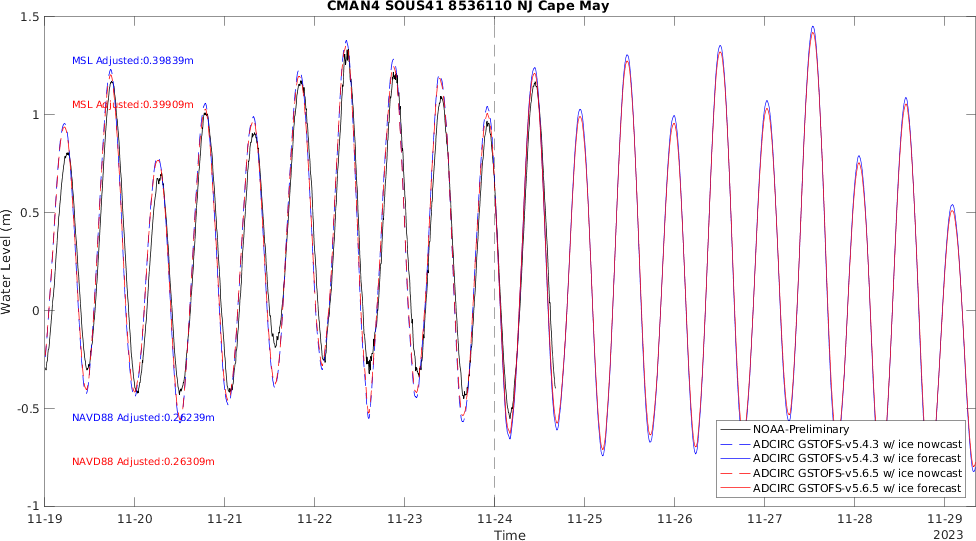 CMAN4 SOUS41 8536110 NJ Cape May
1.5
1
0.5
0
-0.5
-1
Water Level (m)
MSL Adjusted:0.39839m
MSL Adjusted:0.39909m
NAVD88 Adjusted:0.26239m
NAVD88 Adjusted:0.26309m
NOAA-Preliminary
ADCIRC GSTOFS-v5.4.3 w/ ice nowcast
ADCIRC GSTOFS-v5.4.3 w/ ice forecast
ADCIRC GSTOFS-v5.6.5 w/ ice nowcast
ADCIRC GSTOFS-v5.6.5 w/ ice forecast
11-19 11-20 11-21 11-22 11-23 11-24 11-25 11-26 11-27 11-28 11-29
Time
2023